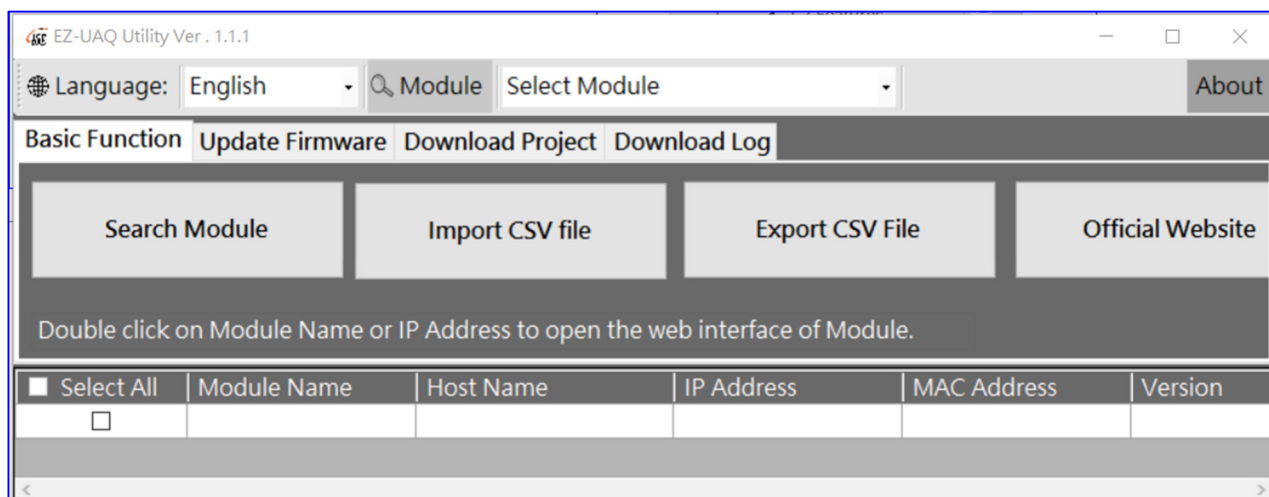 EZ-UAQ Utility Ver . 1.1.1
Language: English Module Select Module About
Basic Function Update Firmware Download Project Download Log
Search Module Import CSV file Export CSV File Official Website
Double click on Module Name or IP Address to open the web interface of Module.
Select All Module Name Host Name IP Address MAC Address Version